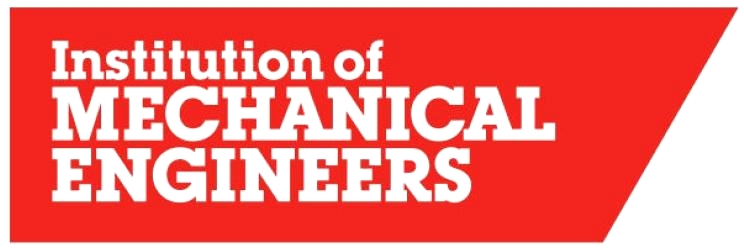 Institution of
MECHANICAL
ENGINEERS